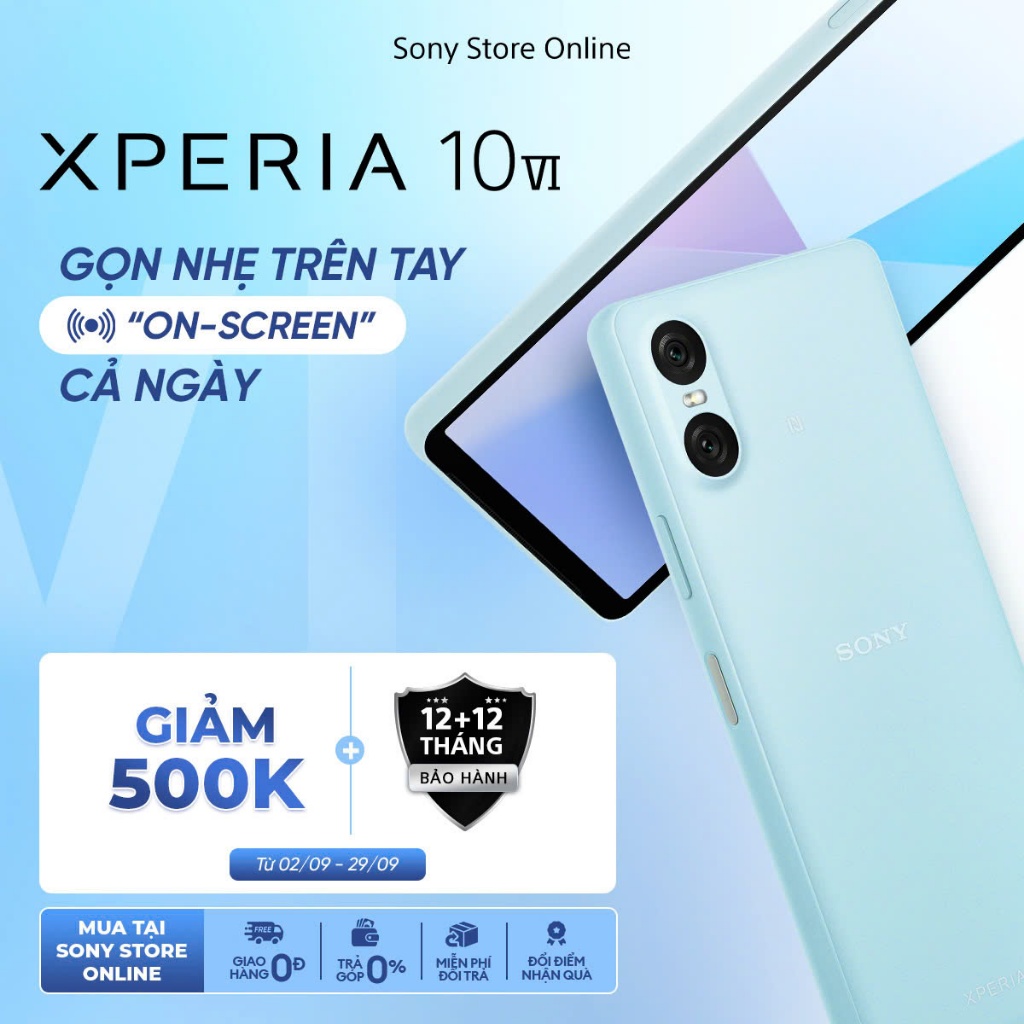 Sony Store Online
XPERIA 10 VI
GỌN NHẸ TRÊN TAY
“ON-SCREEN”
CẢ NGÀY
SONY
GIẢM
500K
+
12+12
THÁNG
BẢO HÀNH
Từ 02/09 - 29/09
MUA TẠI
SONY STORE
ONLINE
FREE
GIAO
HÀNG 0Đ
TRẢ
GÓP 0%
MIỄN PHÍ
ĐỔI TRẢ
ĐỔI ĐIỂM
NHẬN QUÀ
XPERIA